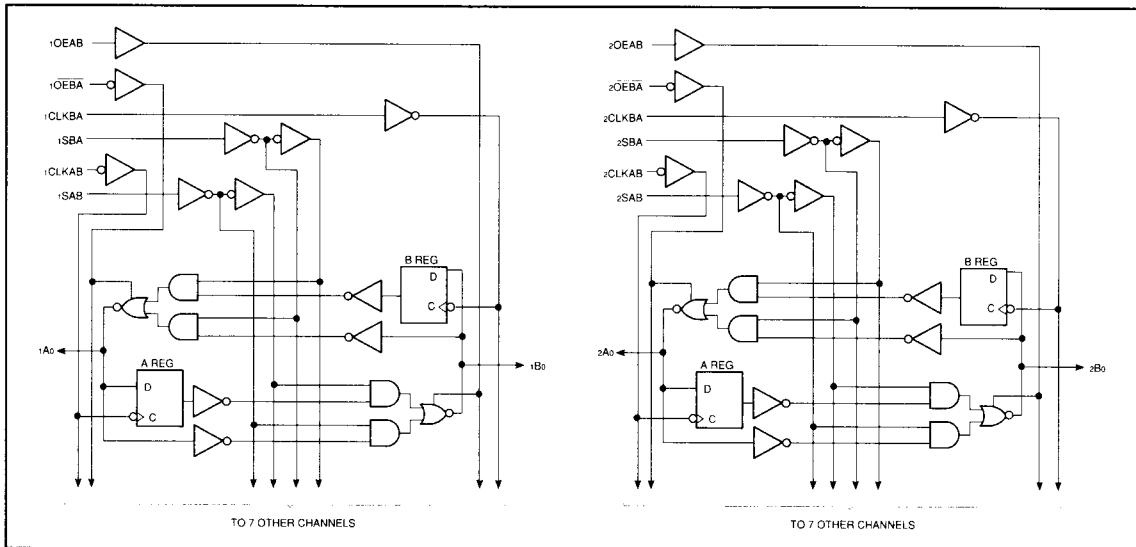 1OEAB
1OEBA
1CLKBA
1SBA
1CLKAB
1SAB
B REG
D
C
1A0
1B0
A REG
D
C
TO 7 OTHER CHANNELS
2OEAB
2OEBA
2CLKBA
2SBA
2CLKAB
2SAB
B REG
D
C
2A0
2B0
A REG
D
C
TO 7 OTHER CHANNELS